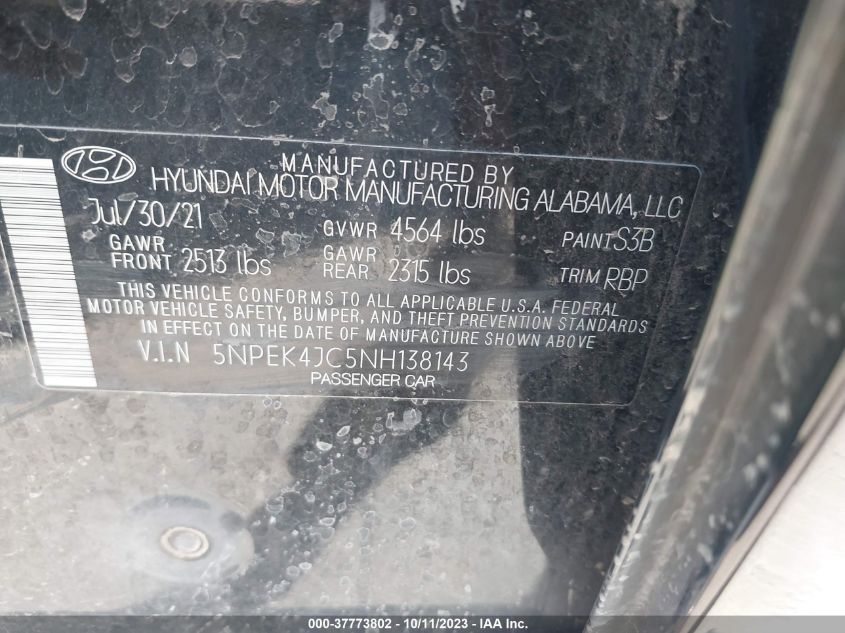 MANUFACTURED BY
HYUNDAI MOTOR MANUFACTURING ALABAMA, LLC
Jul/30/21 GVWR 4564 lbs PAINT S3B
GAWR FRONT 2513 lbs GAWR REAR 2315 lbs TRIM RBP
THIS VEHICLE CONFORMS TO ALL APPLICABLE U.S.A. FEDERAL
MOTOR VEHICLE SAFETY, BUMPER, AND THEFT PREVENTION STANDARDS
IN EFFECT ON THE DATE OF MANUFACTURE SHOWN ABOVE
V.I.N 5NPEK4JC5NH138143
PASSENGER CAR
000-37773802 - 10/11/2023 - IAA Inc.